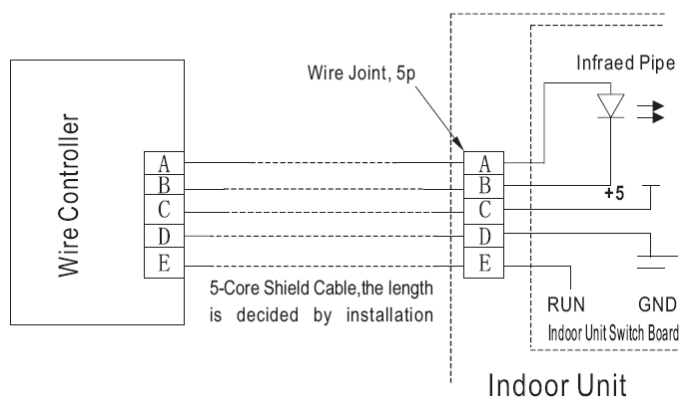 Infraed Pipe
Wire Joint, 5p
Wire Controller
A
B
C
D
E
A
B
C
D
E
+5
5-Core Shield Cable,the length
is decided by installation
RUN
GND
Indoor Unit Switch Board
Indoor Unit